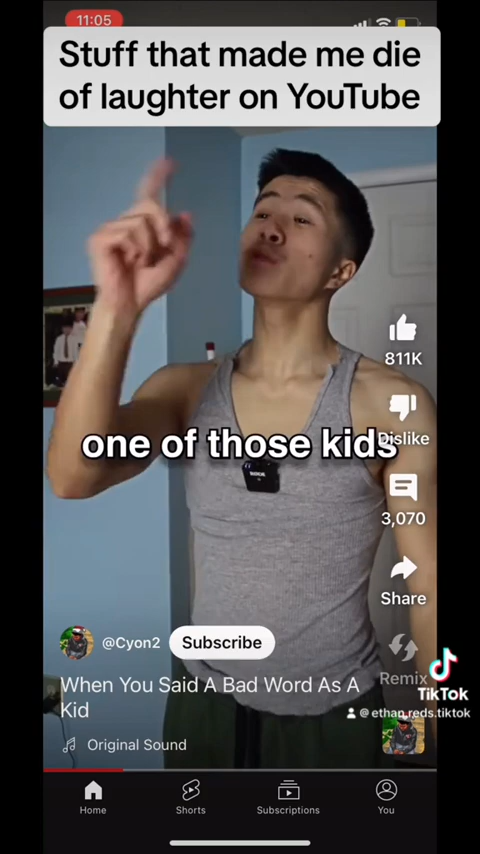 11:05
Stuff that made me die
of laughter on YouTube
811K
one of those kids
Dislike
3,070
Share
@Cyon2
Subscribe
When You Said A Bad Word As A
Kid
Remix
TikTok
@ethan.reds.tiktok
Original Sound
Home
Shorts
Subscriptions
You